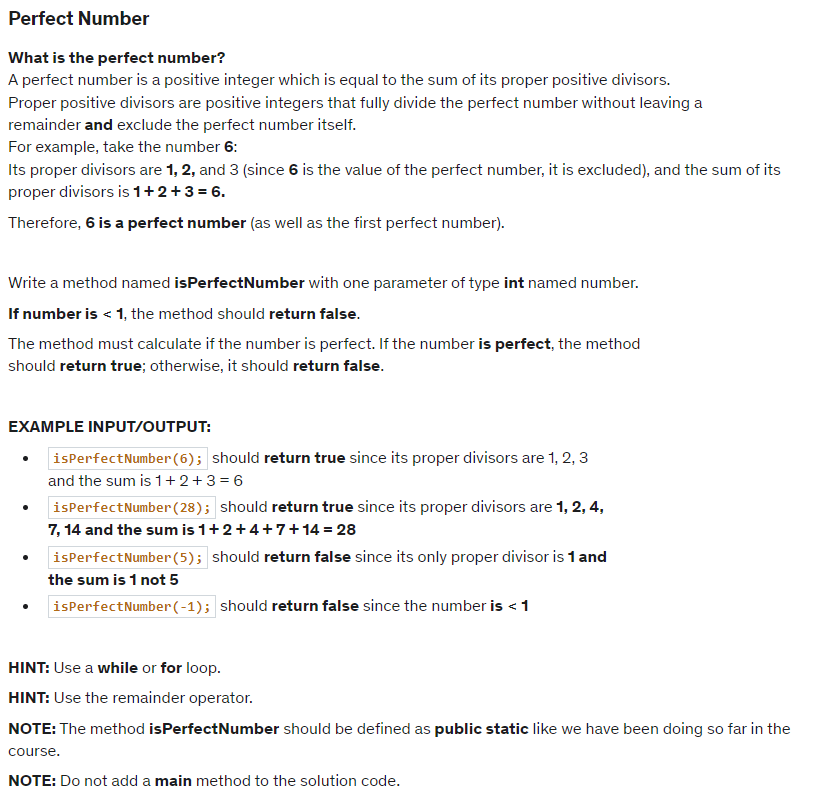 Perfect Number
What is the perfect number?
A perfect number is a positive integer which is equal to the sum of its proper positive divisors.
Proper positive divisors are positive integers that fully divide the perfect number without leaving a
remainder and exclude the perfect number itself.
For example, take the number 6:
Its proper divisors are 1, 2, and 3 (since 6 is the value of the perfect number, it is excluded), and the sum of its
proper divisors is 1 + 2 + 3 = 6.
Therefore, 6 is a perfect number (as well as the first perfect number).
Write a method named isPerfectNumber with one parameter of type int named number.
If number is < 1, the method should return false.
The method must calculate if the number is perfect. If the number is perfect, the method
should return true; otherwise, it should return false.
EXAMPLE INPUT/OUTPUT:
• isPerfectNumber(6); should return true since its proper divisors are 1, 2, 3
and the sum is 1 + 2 + 3 = 6
• isPerfectNumber(28); should return true since its proper divisors are 1, 2, 4,
7, 14 and the sum is 1 + 2 + 4 + 7 + 14 = 28
• isPerfectNumber(5); should return false since its only proper divisor is 1 and
the sum is 1 not 5
• isPerfectNumber(-1); should return false since the number is < 1
HINT: Use a while or for loop.
HINT: Use the remainder operator.
NOTE: The method isPerfectNumber should be defined as public static like we have been doing so far in the
course.
NOTE: Do not add a main method to the solution code.